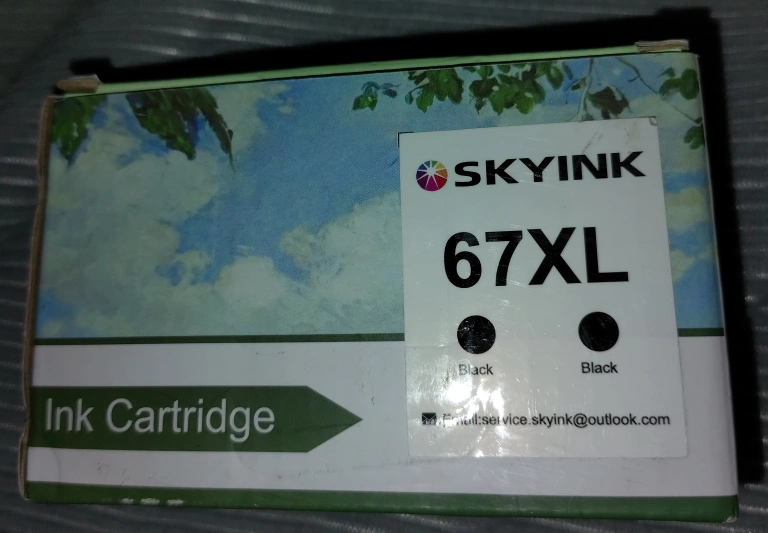 SKYINK
67XL
Black Black
Ink Cartridge
Email:service.skyink@outlook.com